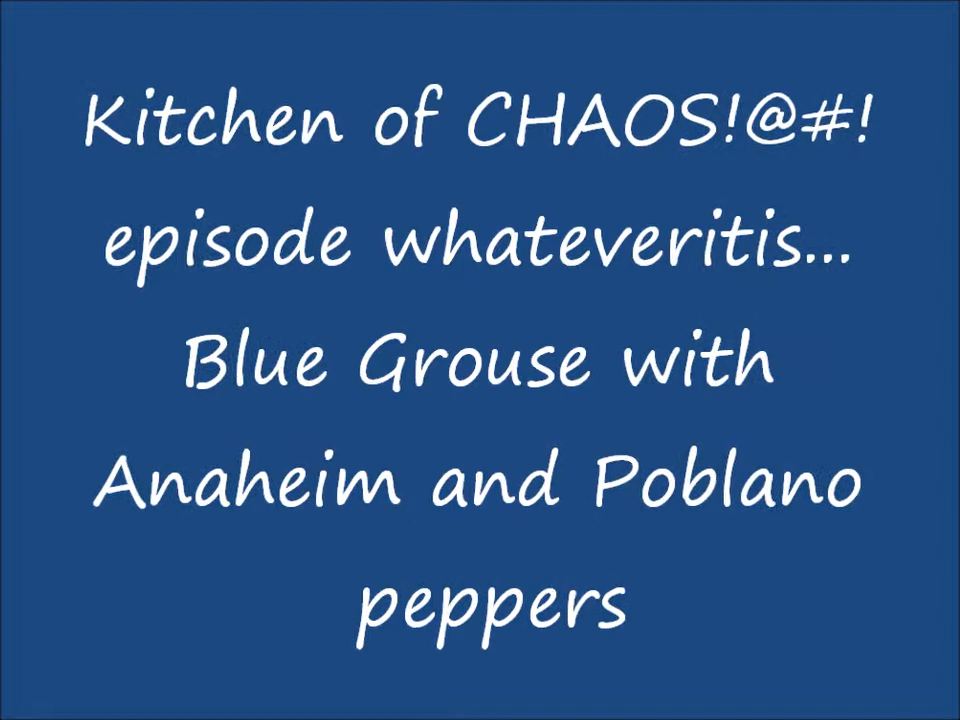 Kitchen of CHAOS!@#!
episode whateveritis...
Blue Grouse with
Anaheim and Poblano
peppers